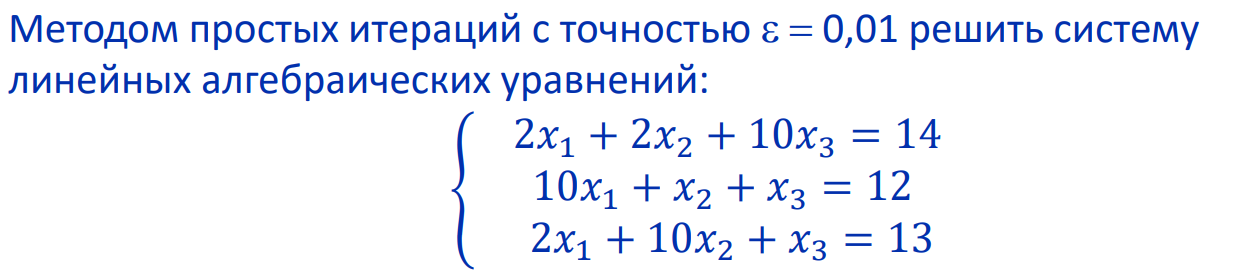 Методом простых итераций с точностью ε = 0,01 решить систему
линейных алгебраических уравнений:
2x₁ + 2x₂ + 10x₃ = 14
10x₁ + x₂ + x₃ = 12
2x₁ + 10x₂ + x₃ = 13